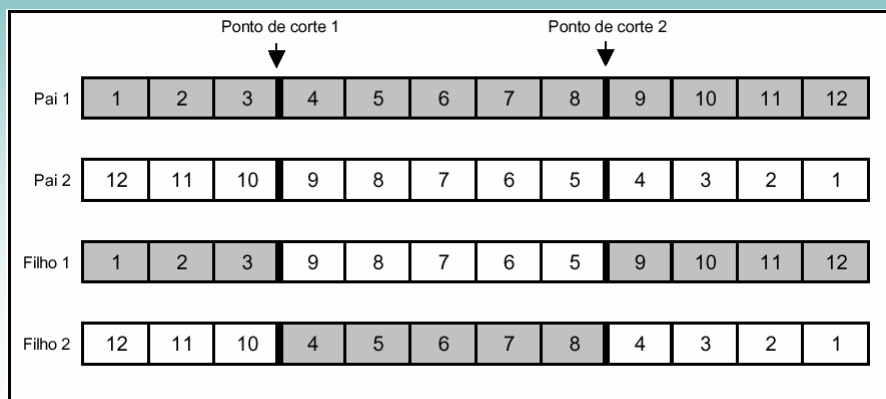 Ponto de corte 1 Ponto de corte 2
Pai 1 1 2 3 4 5 6 7 8 9 10 11 12
Pai 2 12 11 10 9 8 7 6 5 4 3 2 1
Filho 1 1 2 3 9 8 7 6 5 9 10 11 12
Filho 2 12 11 10 4 5 6 7 8 4 3 2 1